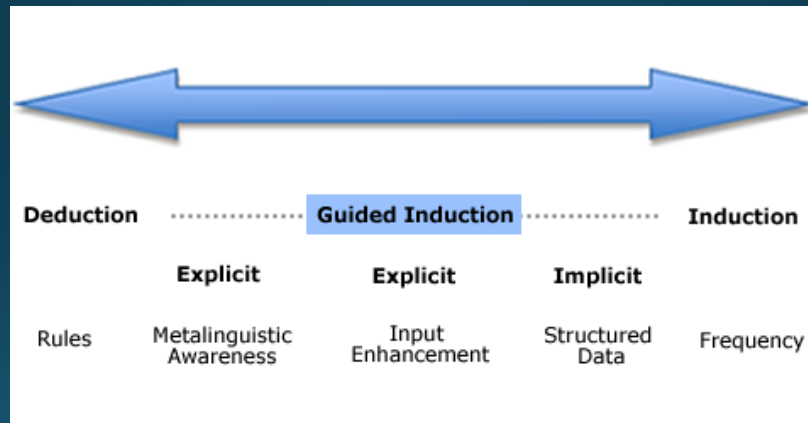 Deduction Guided Induction Induction
Explicit Explicit Implicit
Rules Metalinguistic Awareness Input Enhancement Structured Data Frequency